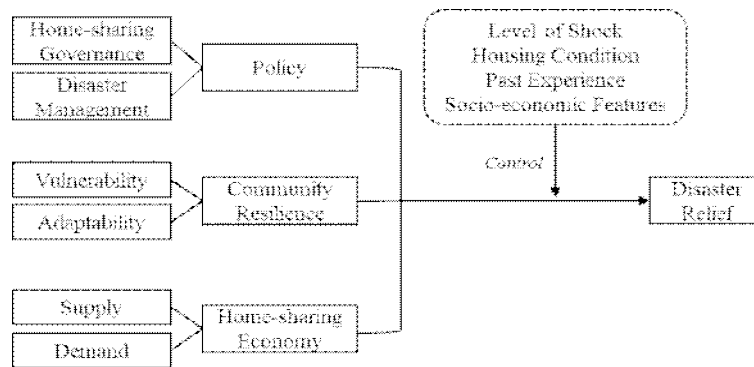 Home-sharing
Governance
Disaster
Management
Policy
Vulnerability
Adaptability
Community
Resilience
Supply
Demand
Home-sharing
Economy
Level of Shock
Housing Condition
Past Experience
Socio-economic Features
Control
Disaster
Relief